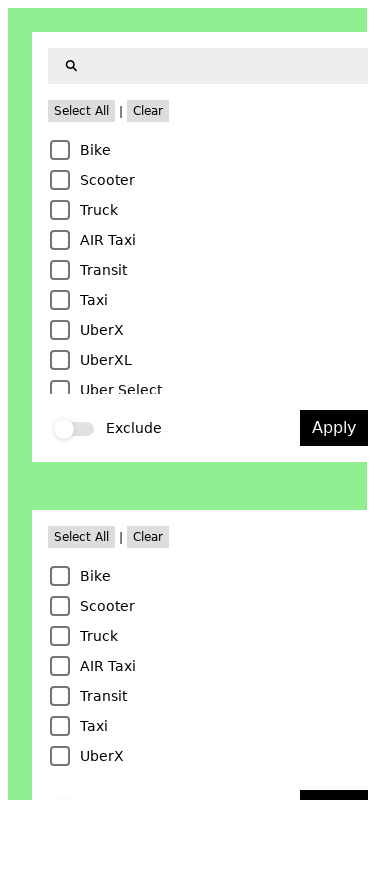 Select All | Clear
Bike
Scooter
Truck
AIR Taxi
Transit
Taxi
UberX
UberXL
Uber Select
Exclude Apply
Select All | Clear
Bike
Scooter
Truck
AIR Taxi
Transit
Taxi
UberX